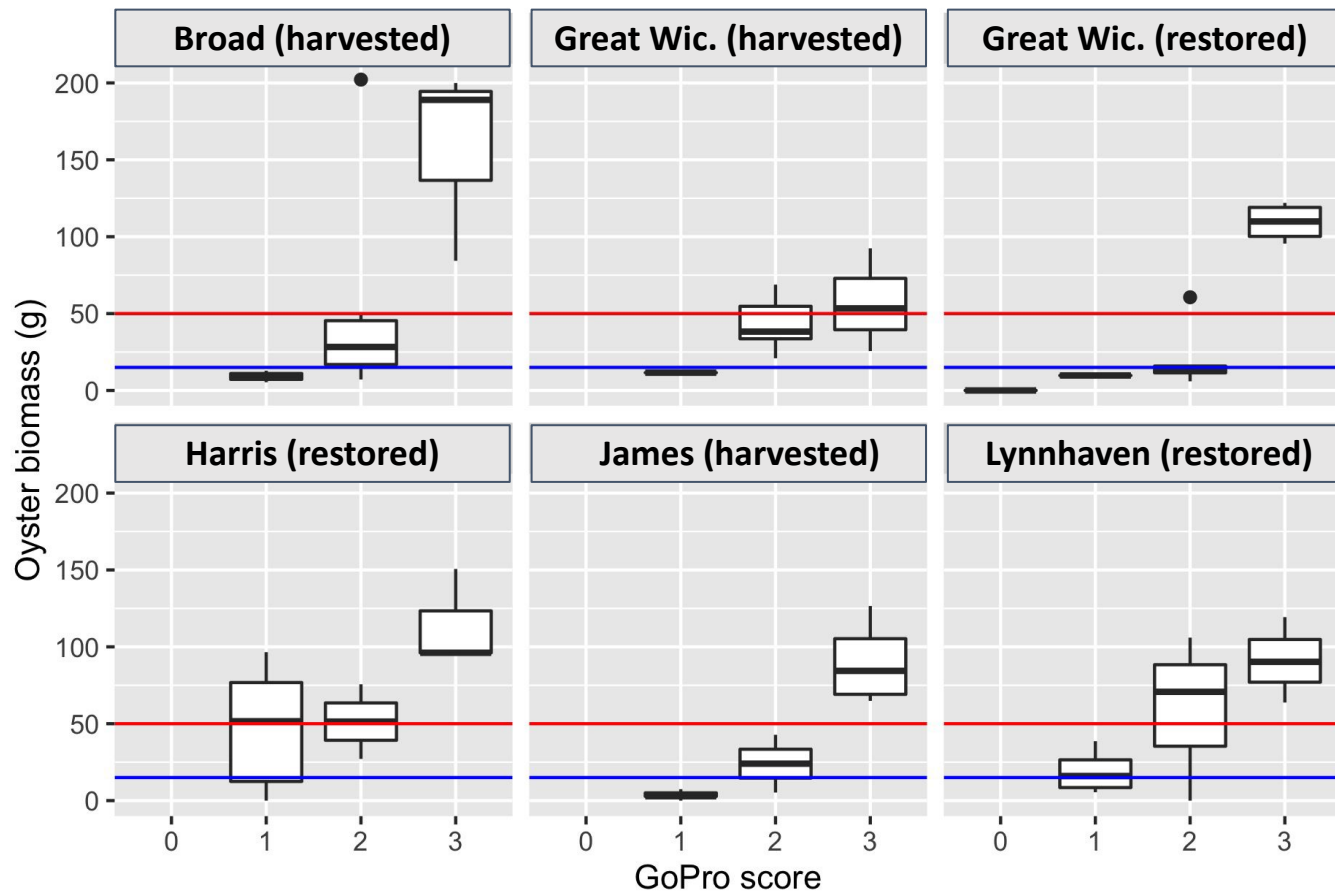 Broad (harvested)
Great Wic. (harvested)
Great Wic. (restored)
200
150
100
50
0
Harris (restored)
James (harvested)
Lynnhaven (restored)
200
150
100
50
0
Oyster biomass (g)
0 1 2 3
0 1 2 3
0 1 2 3
GoPro score